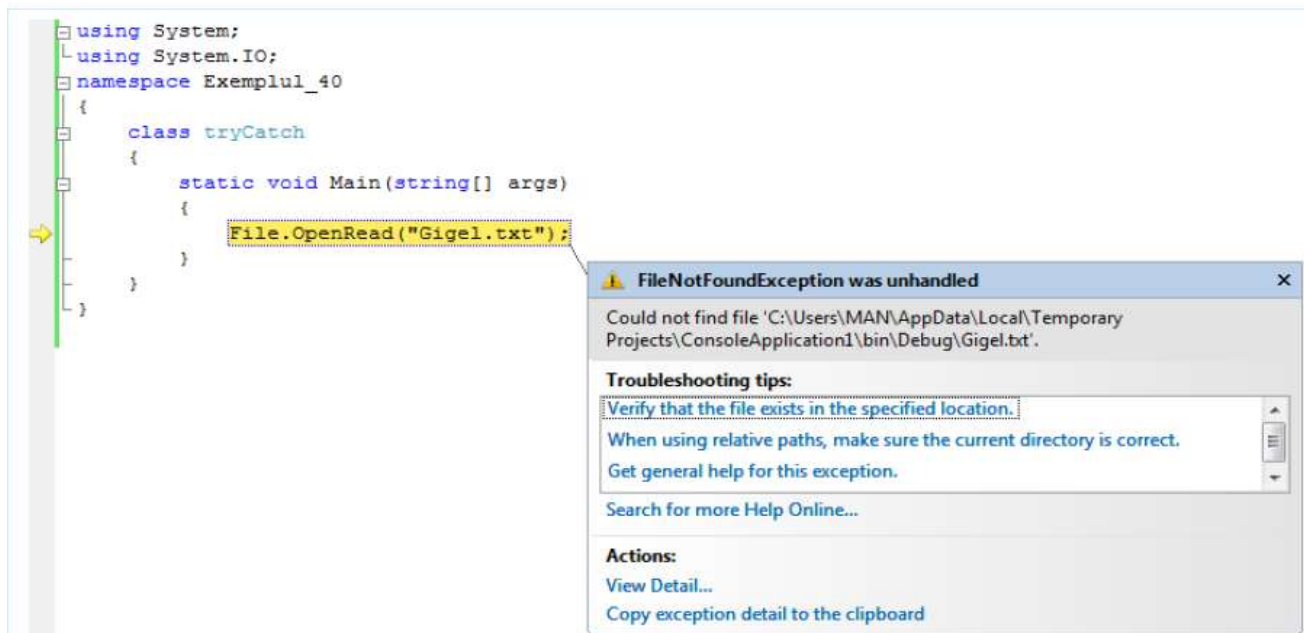 using System;
using System.IO;
namespace Exemplul_40
{
class tryCatch
{
static void Main(string[] args)
{
File.OpenRead("Gigel.txt");
}
}
}
FileNotFoundException was unhandled
Could not find file 'C:\Users\MAN\AppData\Local\Temporary
Projects\ConsoleApplication1\bin\Debug\Gigel.txt'.
Troubleshooting tips:
Verify that the file exists in the specified location.
When using relative paths, make sure the current directory is correct.
Get general help for this exception.
Search for more Help Online...
Actions:
View Detail...
Copy exception detail to the clipboard